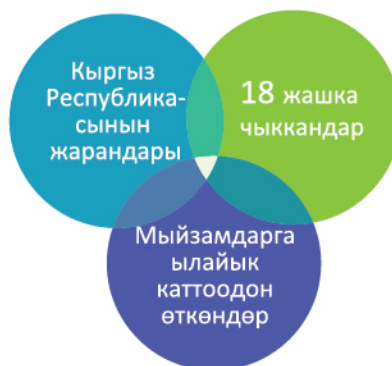 Кыргыз
Республика-
сынын
жарандары
18 жашка
чыккандар
Мыйзамдарга
ылайык
каттоодон
өткөндөр